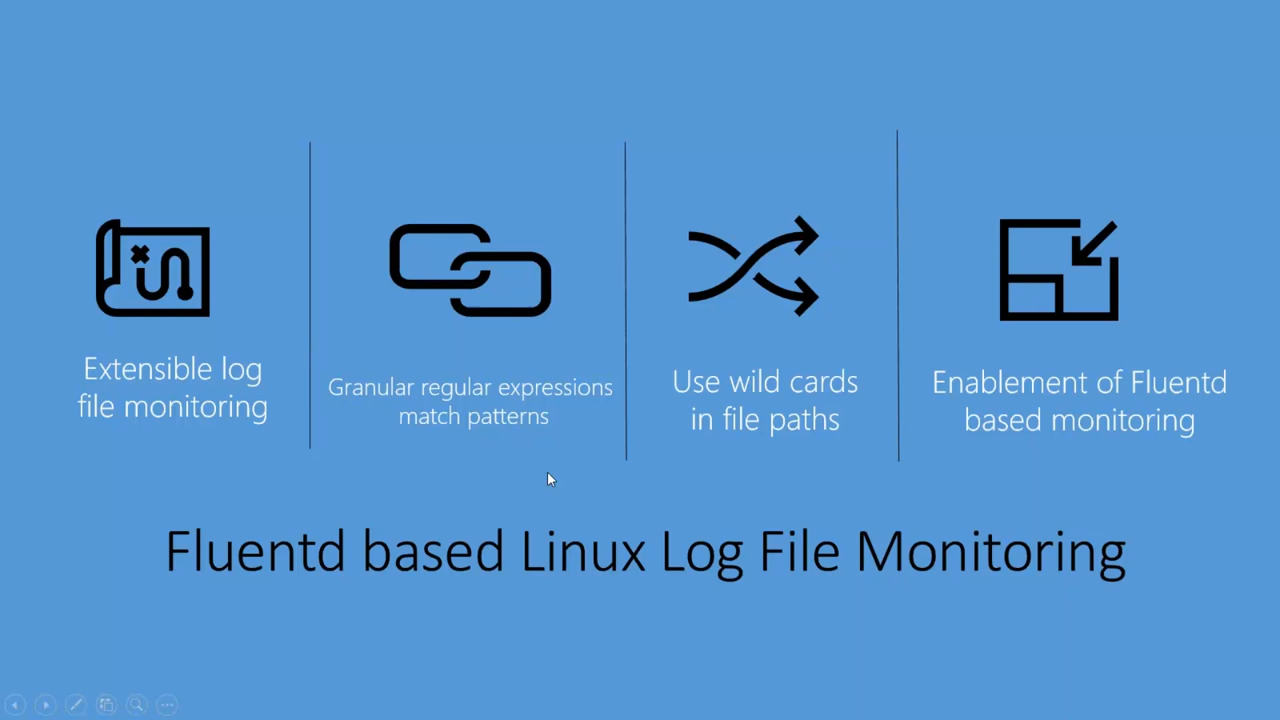 Extensible log
file monitoring
Granular regular expressions
match patterns
Use wild cards
in file paths
Enablement of Fluentd
based monitoring
Fluentd based Linux Log File Monitoring